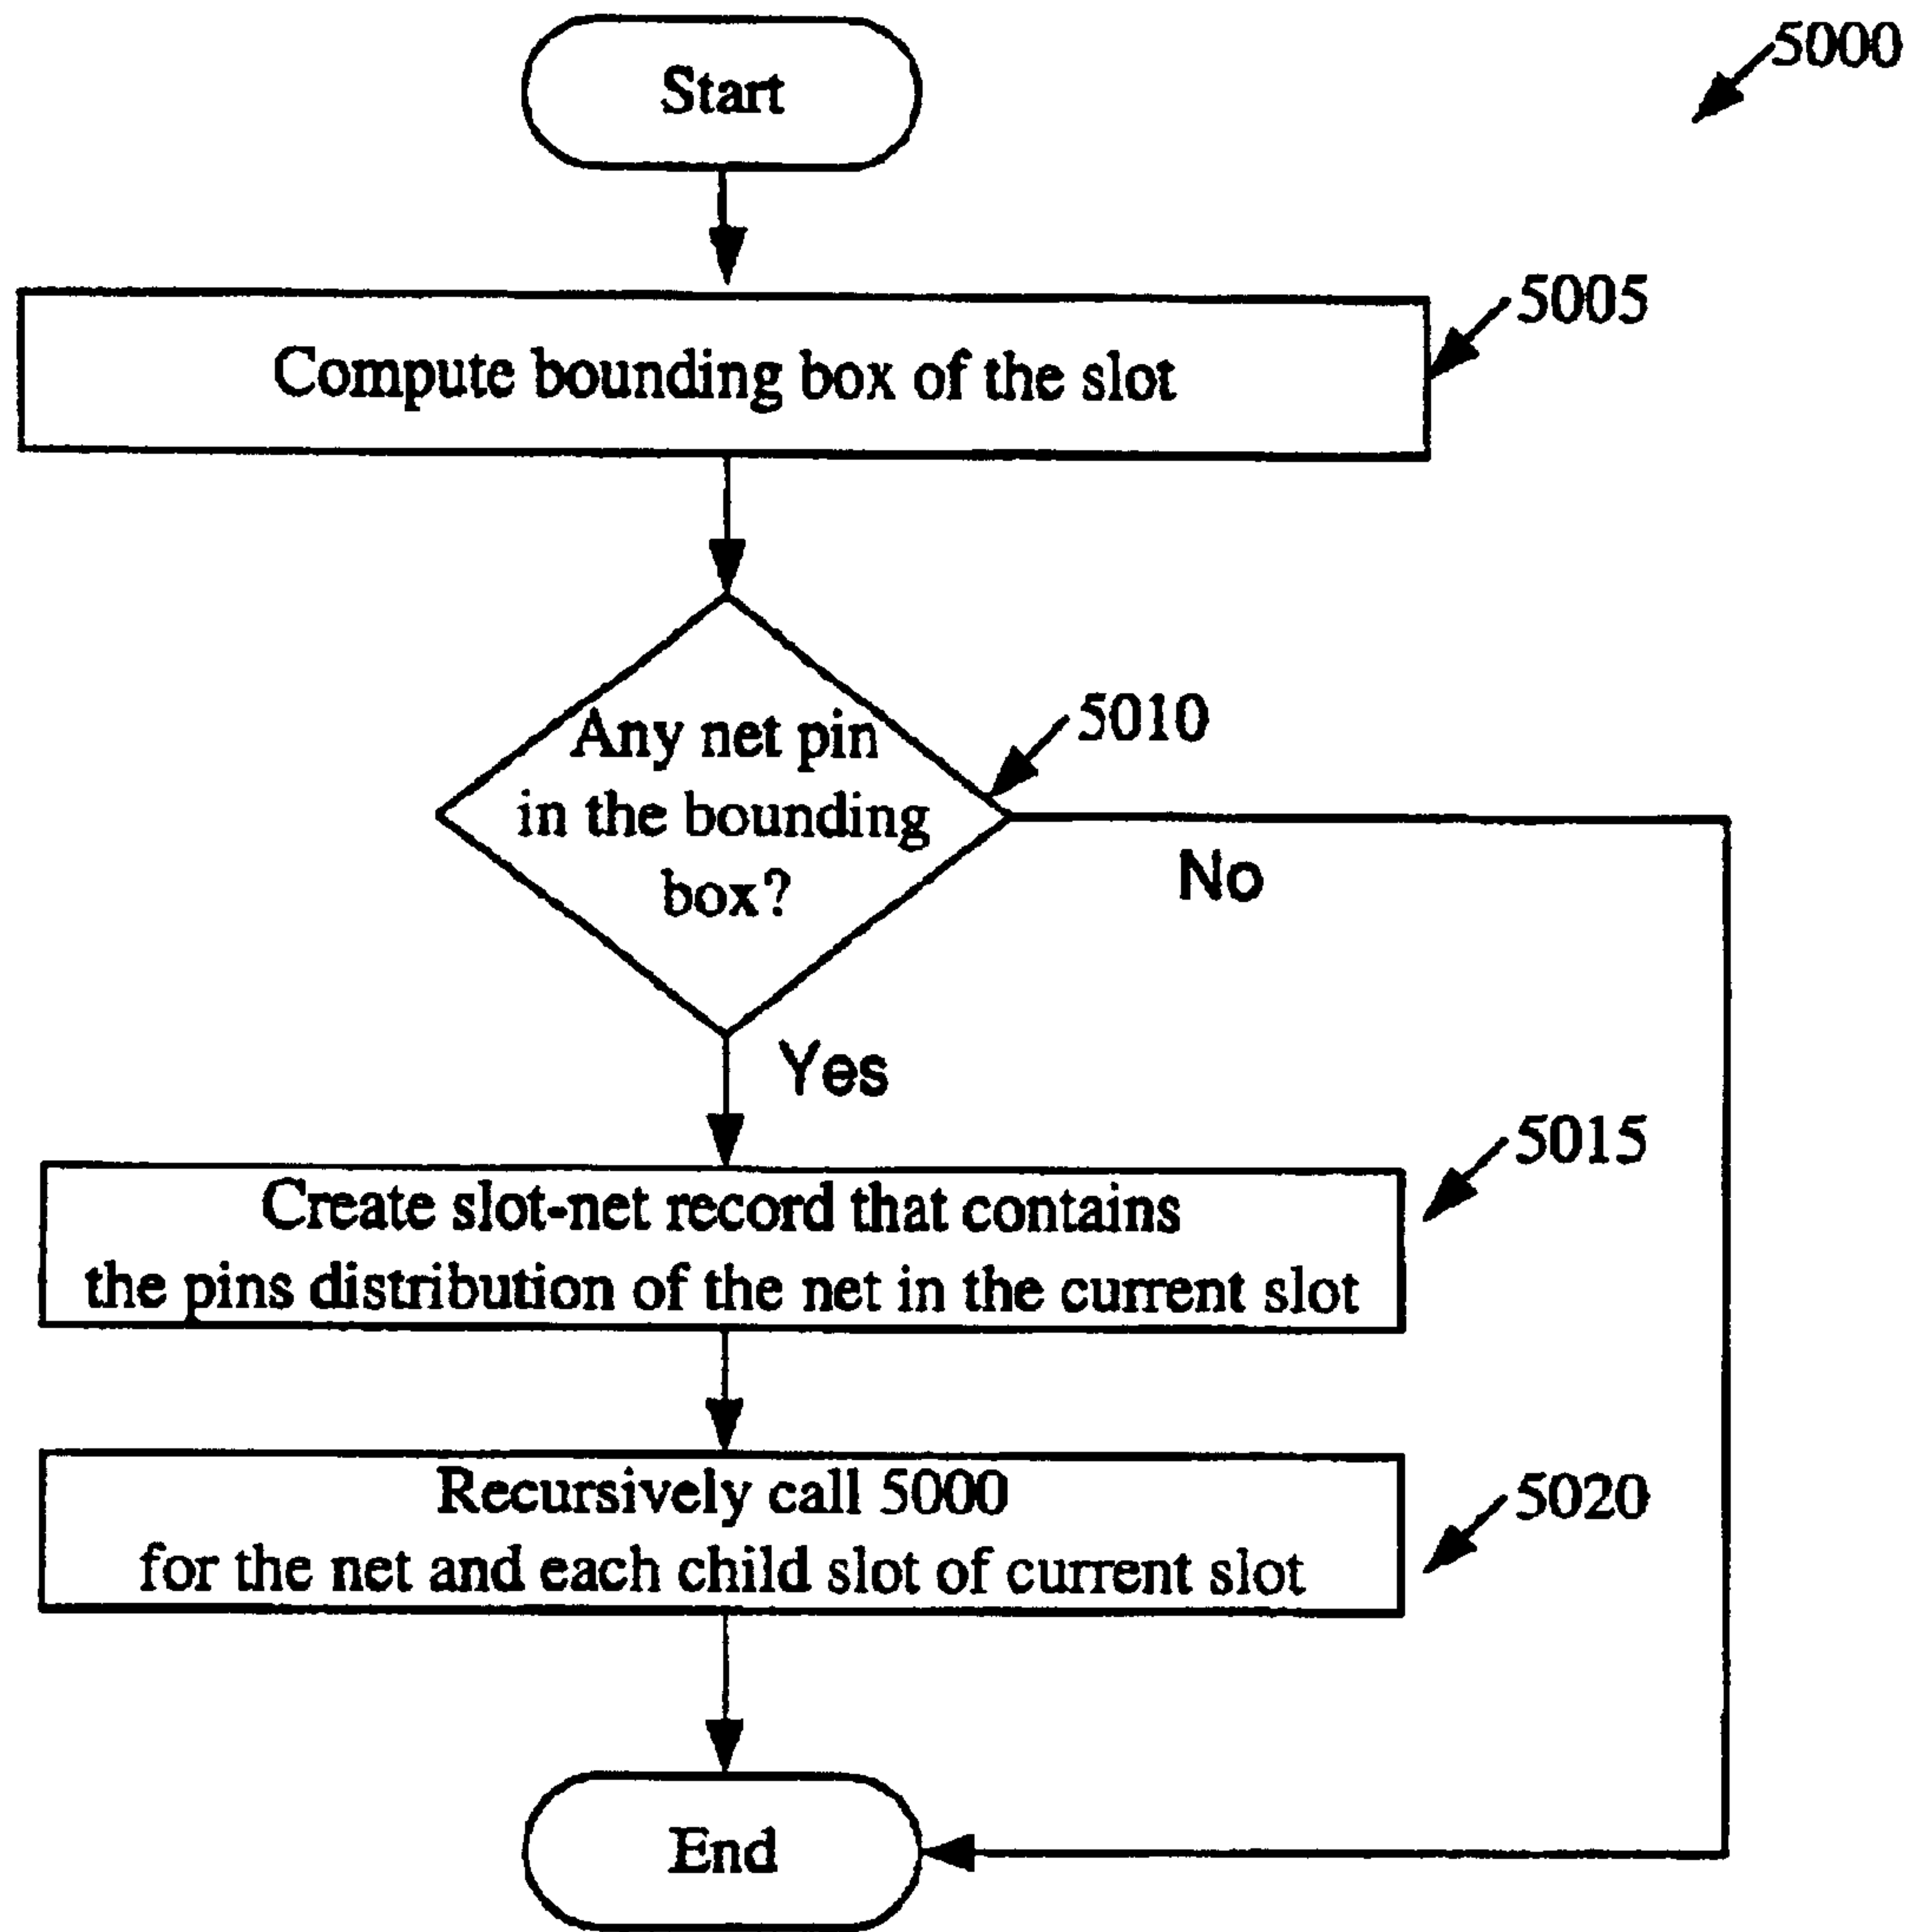 Start
5000
5005
Compute bounding box of the slot
5010
Any net pin
in the bounding
box?
No
Yes
5015
Create slot-net record that contains
the pins distribution of the net in the current slot
5020
Recursively call 5000
for the net and each child slot of current slot
End